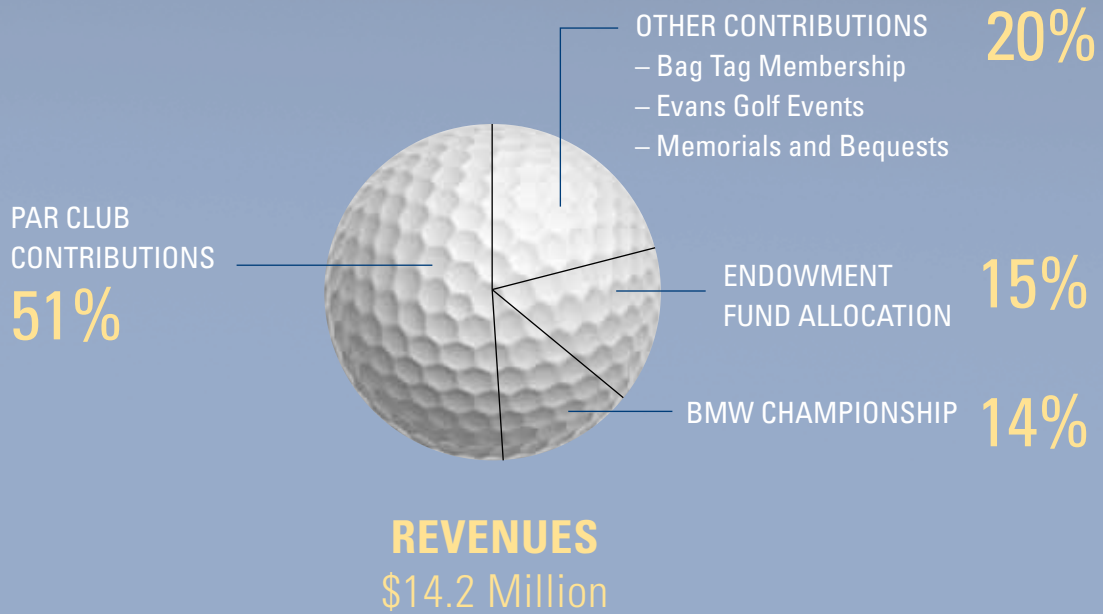 OTHER CONTRIBUTIONS
– Bag Tag Membership
– Evans Golf Events
– Memorials and Bequests
20%
PAR CLUB
CONTRIBUTIONS
51%
ENDOWMENT
FUND ALLOCATION
15%
BMW CHAMPIONSHIP
14%
REVENUES
$14.2 Million